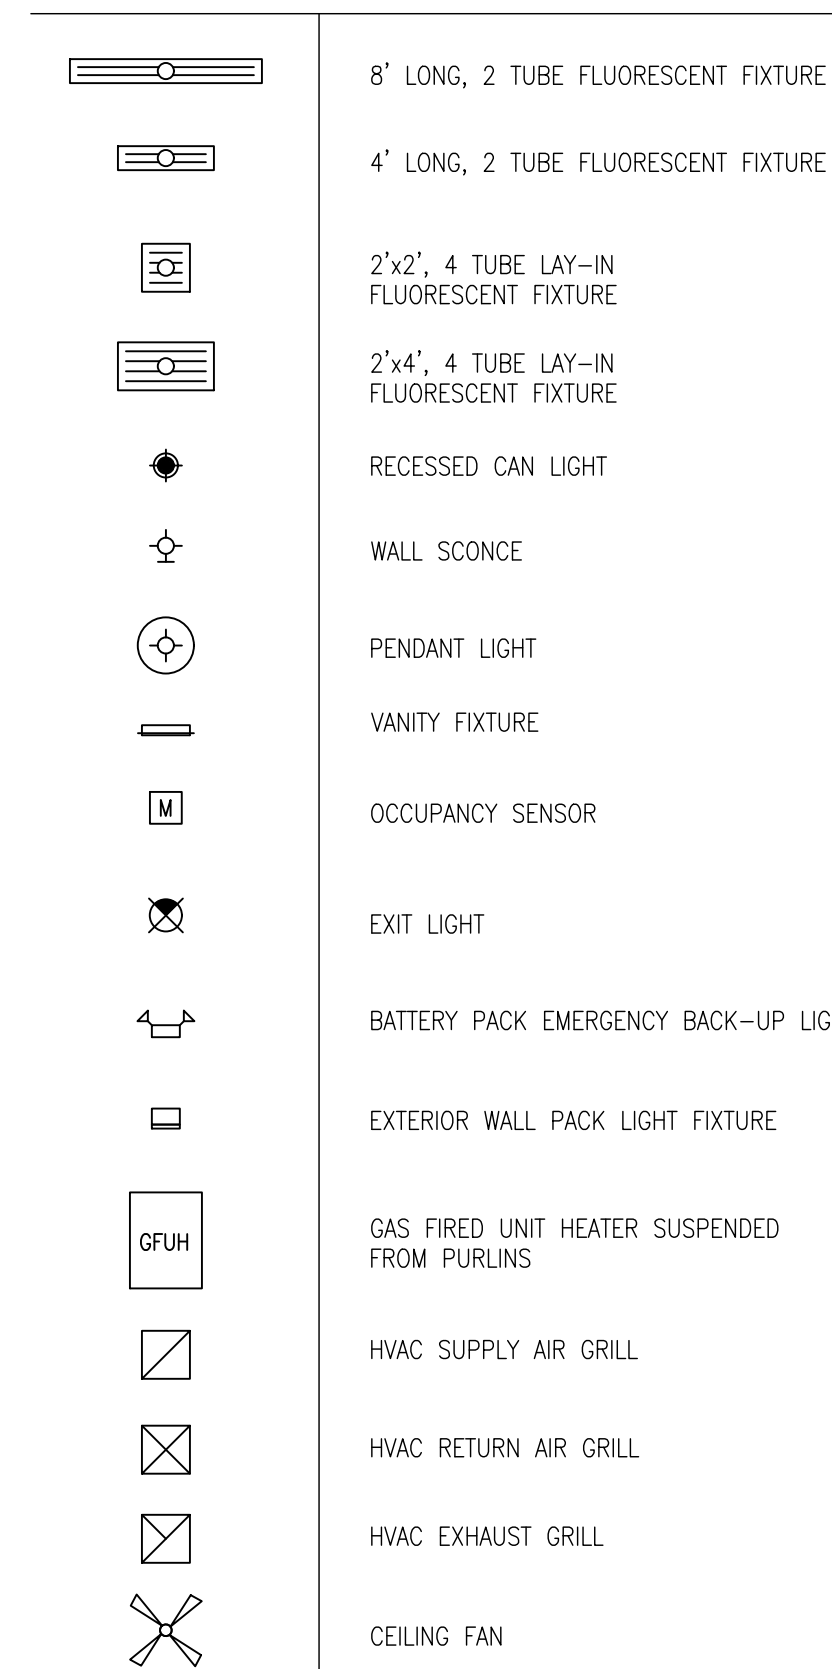 8' LONG, 2 TUBE FLUORESCENT FIXTURE
4' LONG, 2 TUBE FLUORESCENT FIXTURE
2'x2', 4 TUBE LAY-IN
FLUORESCENT FIXTURE
2'x4', 4 TUBE LAY-IN
FLUORESCENT FIXTURE
RECESSED CAN LIGHT
WALL SCONCE
PENDANT LIGHT
VANITY FIXTURE
M OCCUPANCY SENSOR
EXIT LIGHT
BATTERY PACK EMERGENCY BACK-UP LIG
EXTERIOR WALL PACK LIGHT FIXTURE
GFUH
GAS FIRED UNIT HEATER SUSPENDED
FROM PURLINS
HVAC SUPPLY AIR GRILL
HVAC RETURN AIR GRILL
HVAC EXHAUST GRILL
CEILING FAN